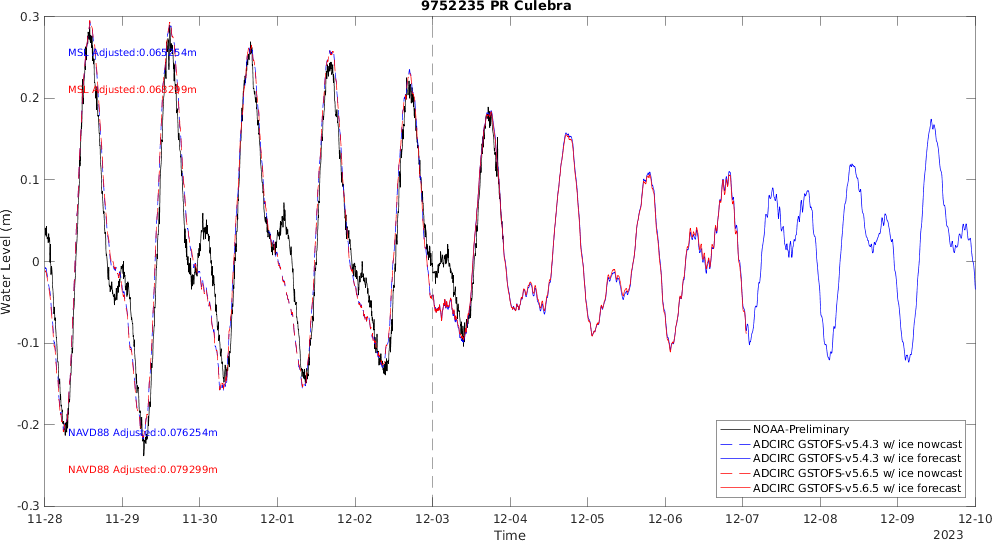 9752235 PR Culebra
0.3
0.2
0.1
0
-0.1
-0.2
-0.3
Water Level (m)
MSL Adjusted:0.065254m
MSL Adjusted:0.068299m
NAVD88 Adjusted:0.076254m
NAVD88 Adjusted:0.079299m
NOAA-Preliminary
ADCIRC GSTOFS-v5.4.3 w/ ice nowcast
ADCIRC GSTOFS-v5.4.3 w/ ice forecast
ADCIRC GSTOFS-v5.6.5 w/ ice nowcast
ADCIRC GSTOFS-v5.6.5 w/ ice forecast
11-28 11-29 11-30 12-01 12-02 12-03 12-04 12-05 12-06 12-07 12-08 12-09 12-10
Time
2023